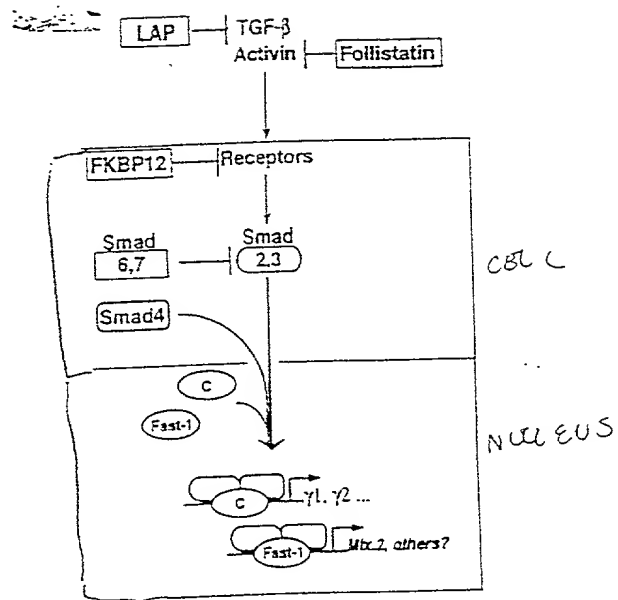 LAP TGF-β
Activin Follistatin
FKBP12 Receptors
Smad Smad
6,7 2,3
CELL
Smad4
C
Fast-1
NUCLEUS
C γ1, γ2 ...
Fast-1 Mix.2, others?